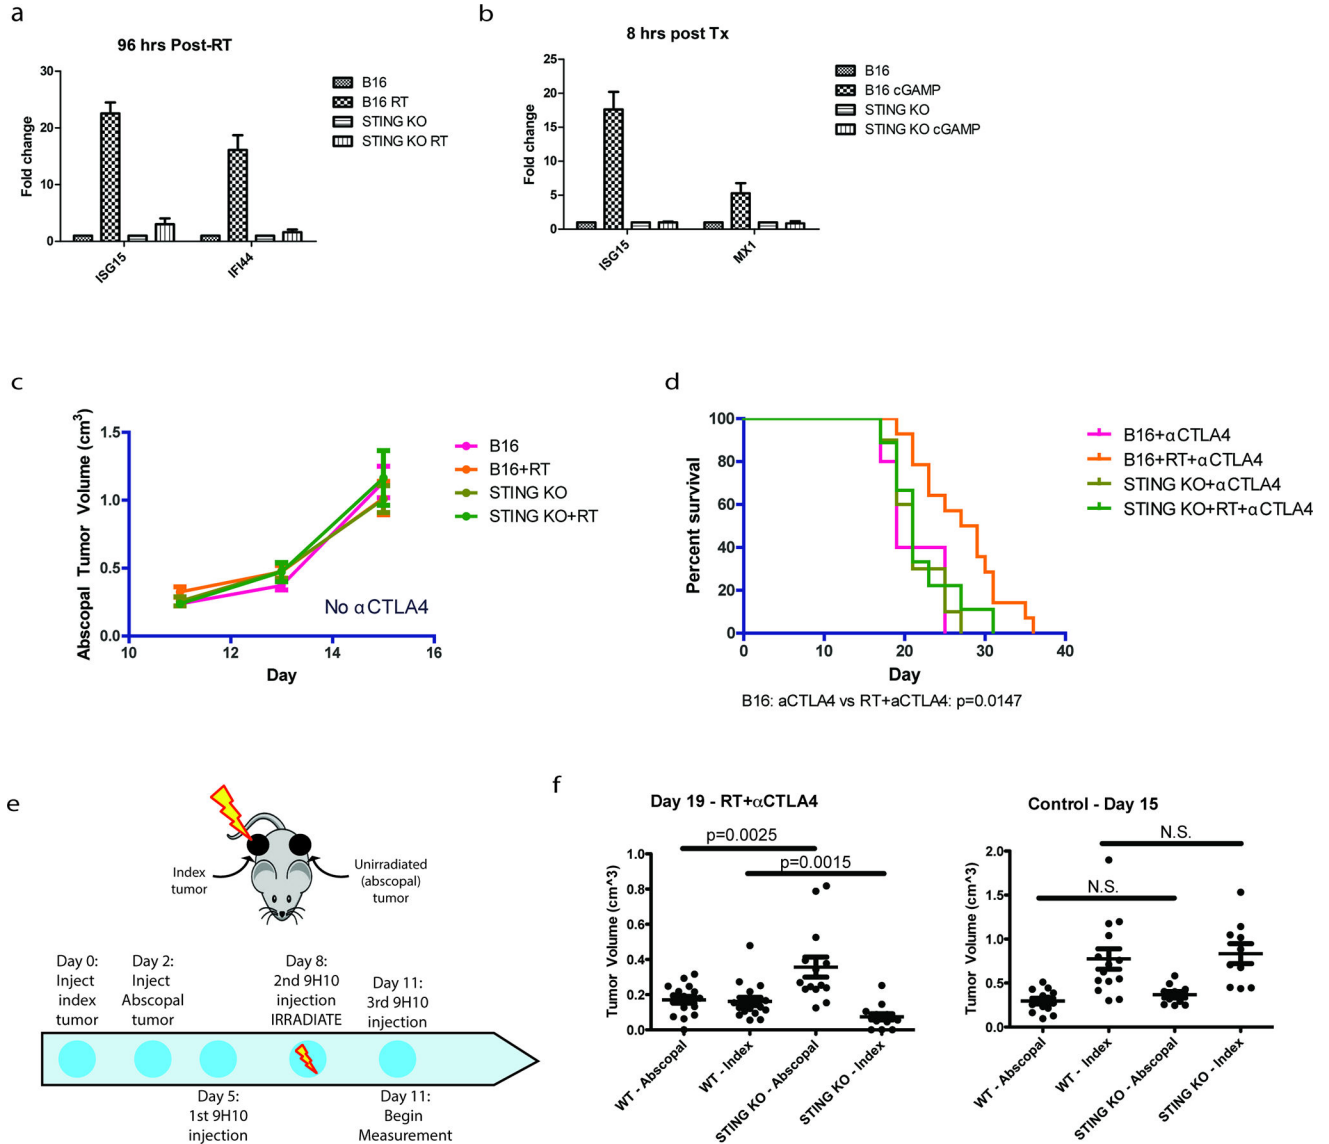 a
96 hrs Post-RT
Fold change
30
20
10
0
ISG15
IFI44
B16
B16 RT
STING KO
STING KO RT
b
8 hrs post Tx
Fold change
25
20
15
10
5
0
ISG15
MX1
B16
B16 cGAMP
STING KO
STING KO cGAMP
c
Abscopal Tumor Volume (cm3)
1.5
1.0
0.5
0.0
10
12
14
16
Day
No αCTLA4
B16
B16+RT
STING KO
STING KO+RT
d
Percent survival
100
80
60
40
20
0
0
10
20
30
40
Day
B16: aCTLA4 vs RT+aCTLA4: p=0.0147
B16+αCTLA4
B16+RT+αCTLA4
STING KO+αCTLA4
STING KO+RT+αCTLA4
e
Index
tumor
Unirradiated
(abscopal)
tumor
Day 0:
Inject
index
tumor
Day 2:
Inject
Abscopal
tumor
Day 8:
2nd 9H10
injection
IRRADIATE
Day 11:
3rd 9H10
injection
Day 5:
1st 9H10
injection
Day 11:
Begin
Measurement
f
Day 19 - RT+αCTLA4
p=0.0025
p=0.0015
Tumor Volume (cm^3)
1.0
0.8
0.6
0.4
0.2
0.0
WT - Abscopal
WT - Index
STING KO - Abscopal
STING KO - Index
Control - Day 15
N.S.
N.S.
Tumor Volume (cm^3)
2.0
1.5
1.0
0.5
0.0
WT - Abscopal
WT - Index
STING KO - Abscopal
STING KO - Index